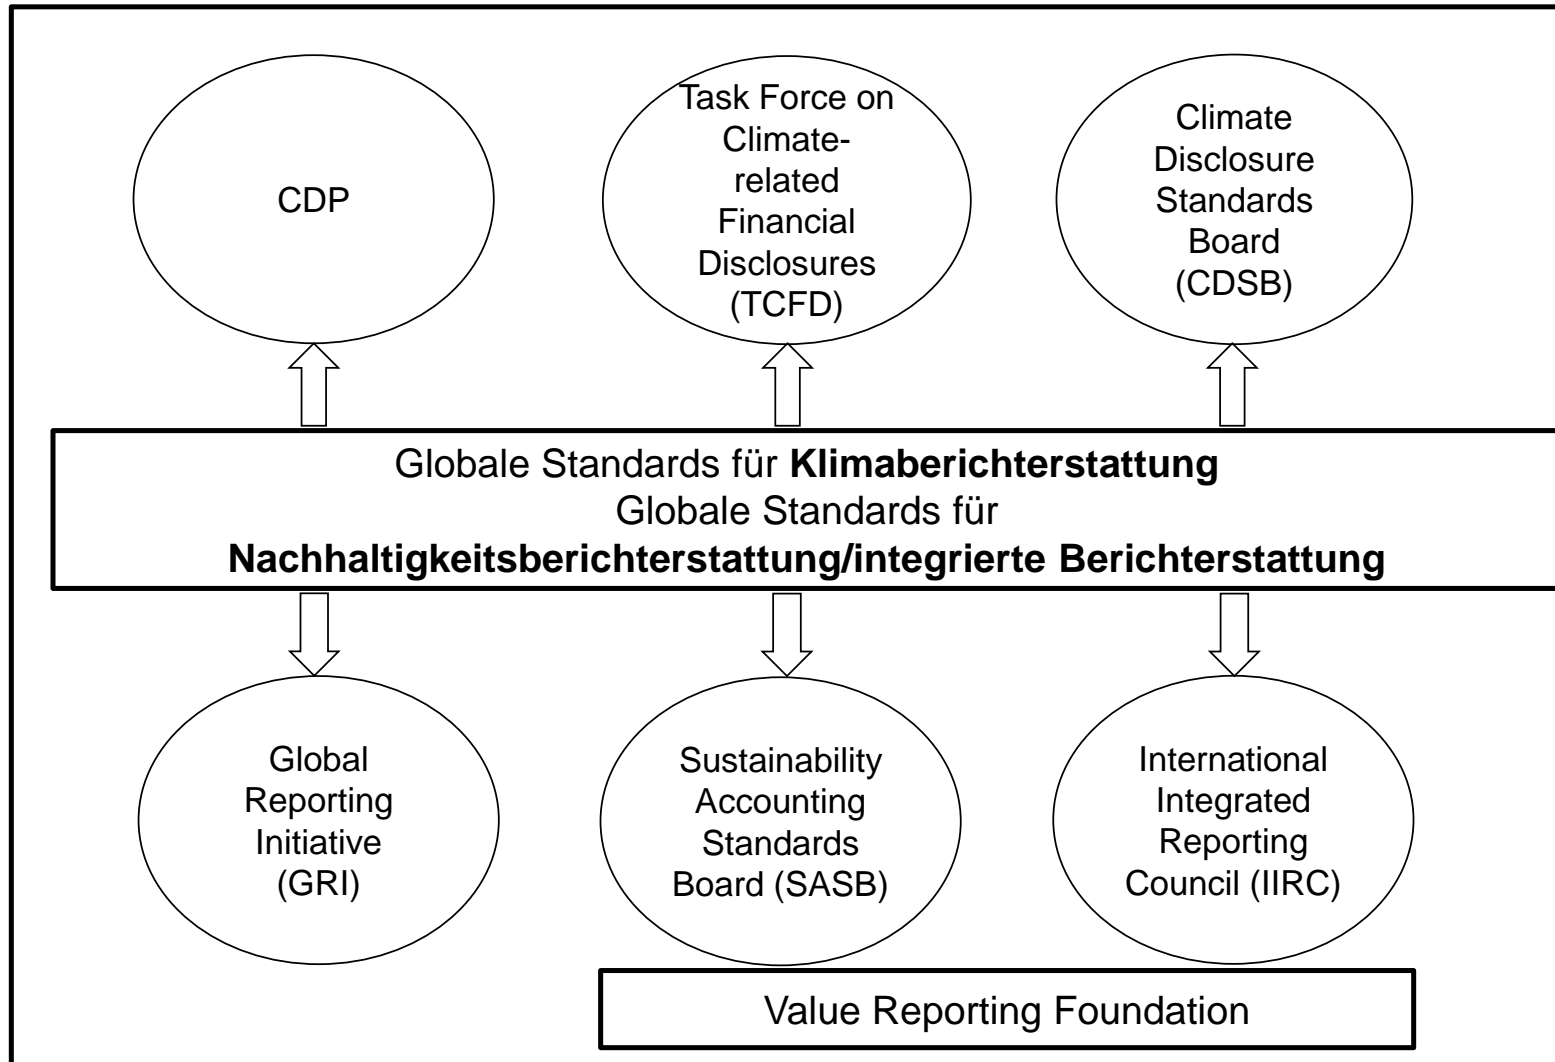 CDP
Task Force on
Climate-
related
Financial
Disclosures
(TCFD)
Climate
Disclosure
Standards
Board
(CDSB)
Globale Standards für Klimaberichterstattung
Globale Standards für
Nachhaltigkeitsberichterstattung/integrierte Berichterstattung
Global
Reporting
Initiative
(GRI)
Sustainability
Accounting
Standards
Board (SASB)
International
Integrated
Reporting
Council (IIRC)
Value Reporting Foundation